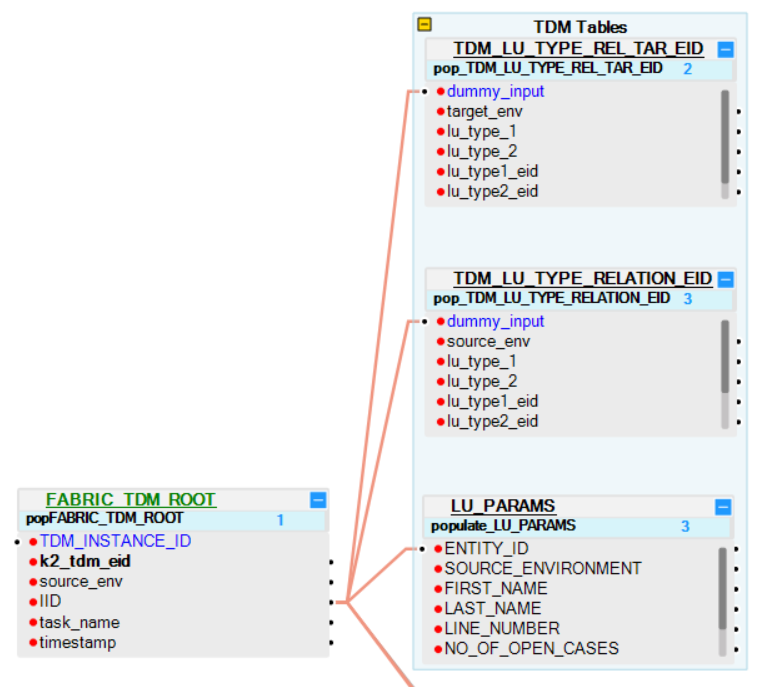 TDM Tables
TDM_LU_TYPE_REL_TAR_EID
pop_TDM_LU_TYPE_REL_TAR_EID 2
dummy_input
target_env
lu_type_1
lu_type_2
lu_type1_eid
lu_type2_eid
TDM_LU_TYPE_RELATION_EID
pop_TDM_LU_TYPE_RELATION_EID 3
dummy_input
source_env
lu_type_1
lu_type_2
lu_type1_eid
lu_type2_eid
FABRIC_TDM_ROOT
popFABRIC_TDM_ROOT 1
TDM_INSTANCE_ID
k2_tdm_eid
source_env
IID
task_name
timestamp
LU_PARAMS
populate_LU_PARAMS 3
ENTITY_ID
SOURCE_ENVIRONMENT
FIRST_NAME
LAST_NAME
LINE_NUMBER
NO_OF_OPEN_CASES